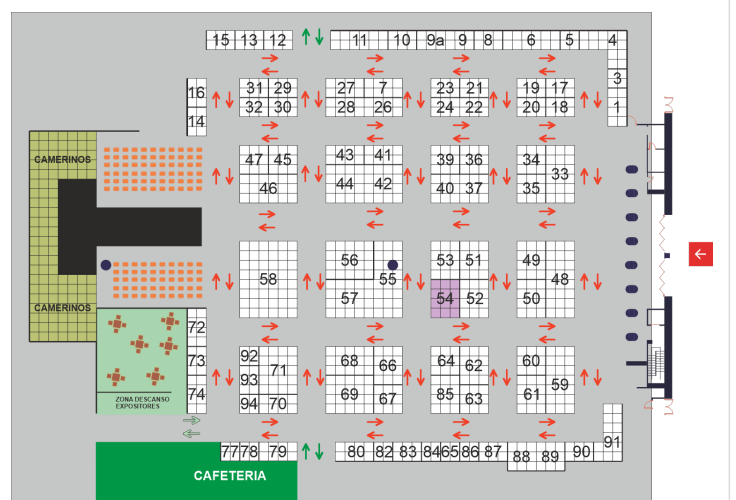 15 13 12 11 10 9a 9 8 6 5 4
3
1
16
14
31 29 27 7 23 21 19 17
32 30 28 26 24 22 20 18
CAMERINOS
47 45 43 41 39 36 34
33
46 44 42 40 37 35
58
56 53 51 49
55 48
57 54 52 50
CAMERINOS
72
73
74
92 71 68 66 64 62 60
93 59
94 70 69 67 85 63 61
ZONA DESCANSO
EXPOSITORES
77 78 79 80 82 83 84 65 86 87 88 89 90 91
CAFETERIA